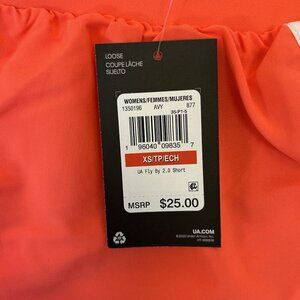 LOOSE
COUPE LÂCHE
SUELTO
WOMENS/FEMMES/MUJERES
1350196 AVY 877
35-P1-5
1 96040 09835 7
XS/TP/ECH
UA Fly By 2.0 Short
MSRP $25.00
UA.COM